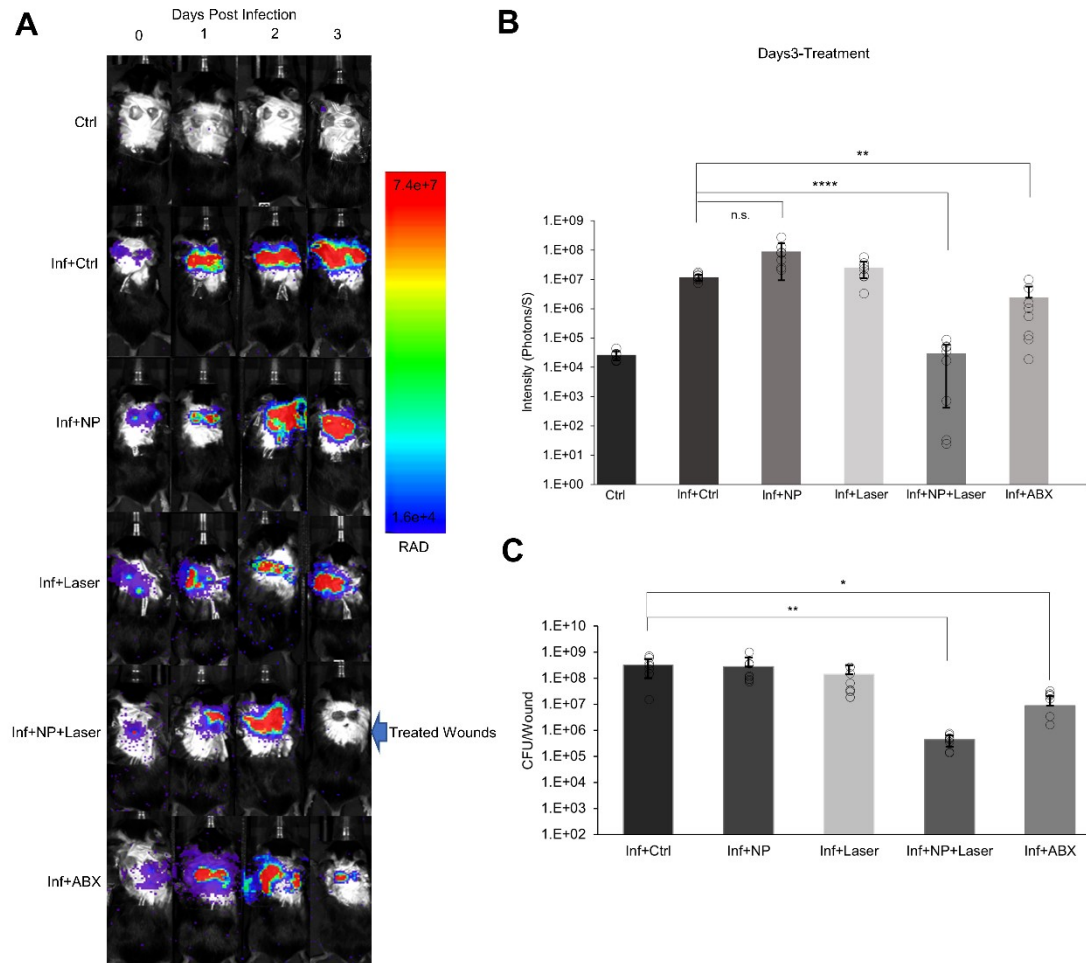 A
Days Post Infection
0 1 2 3
Ctrl
Inf+Ctrl
Inf+NP
Inf+Laser
Inf+NP+Laser
Inf+ABX
7.4e+7
1.6e+4
RAD
Treated Wounds
B
Days3-Treatment
**
****
n.s.
Intensity (Photons/S)
1.E+09
1.E+08
1.E+07
1.E+06
1.E+05
1.E+04
1.E+03
1.E+02
1.E+01
1.E+00
Ctrl Inf+Ctrl Inf+NP Inf+Laser Inf+NP+Laser Inf+ABX
C
*
**
CFU/Wound
1.E+10
1.E+09
1.E+08
1.E+07
1.E+06
1.E+05
1.E+04
1.E+03
1.E+02
Inf+Ctrl Inf+NP Inf+Laser Inf+NP+Laser Inf+ABX